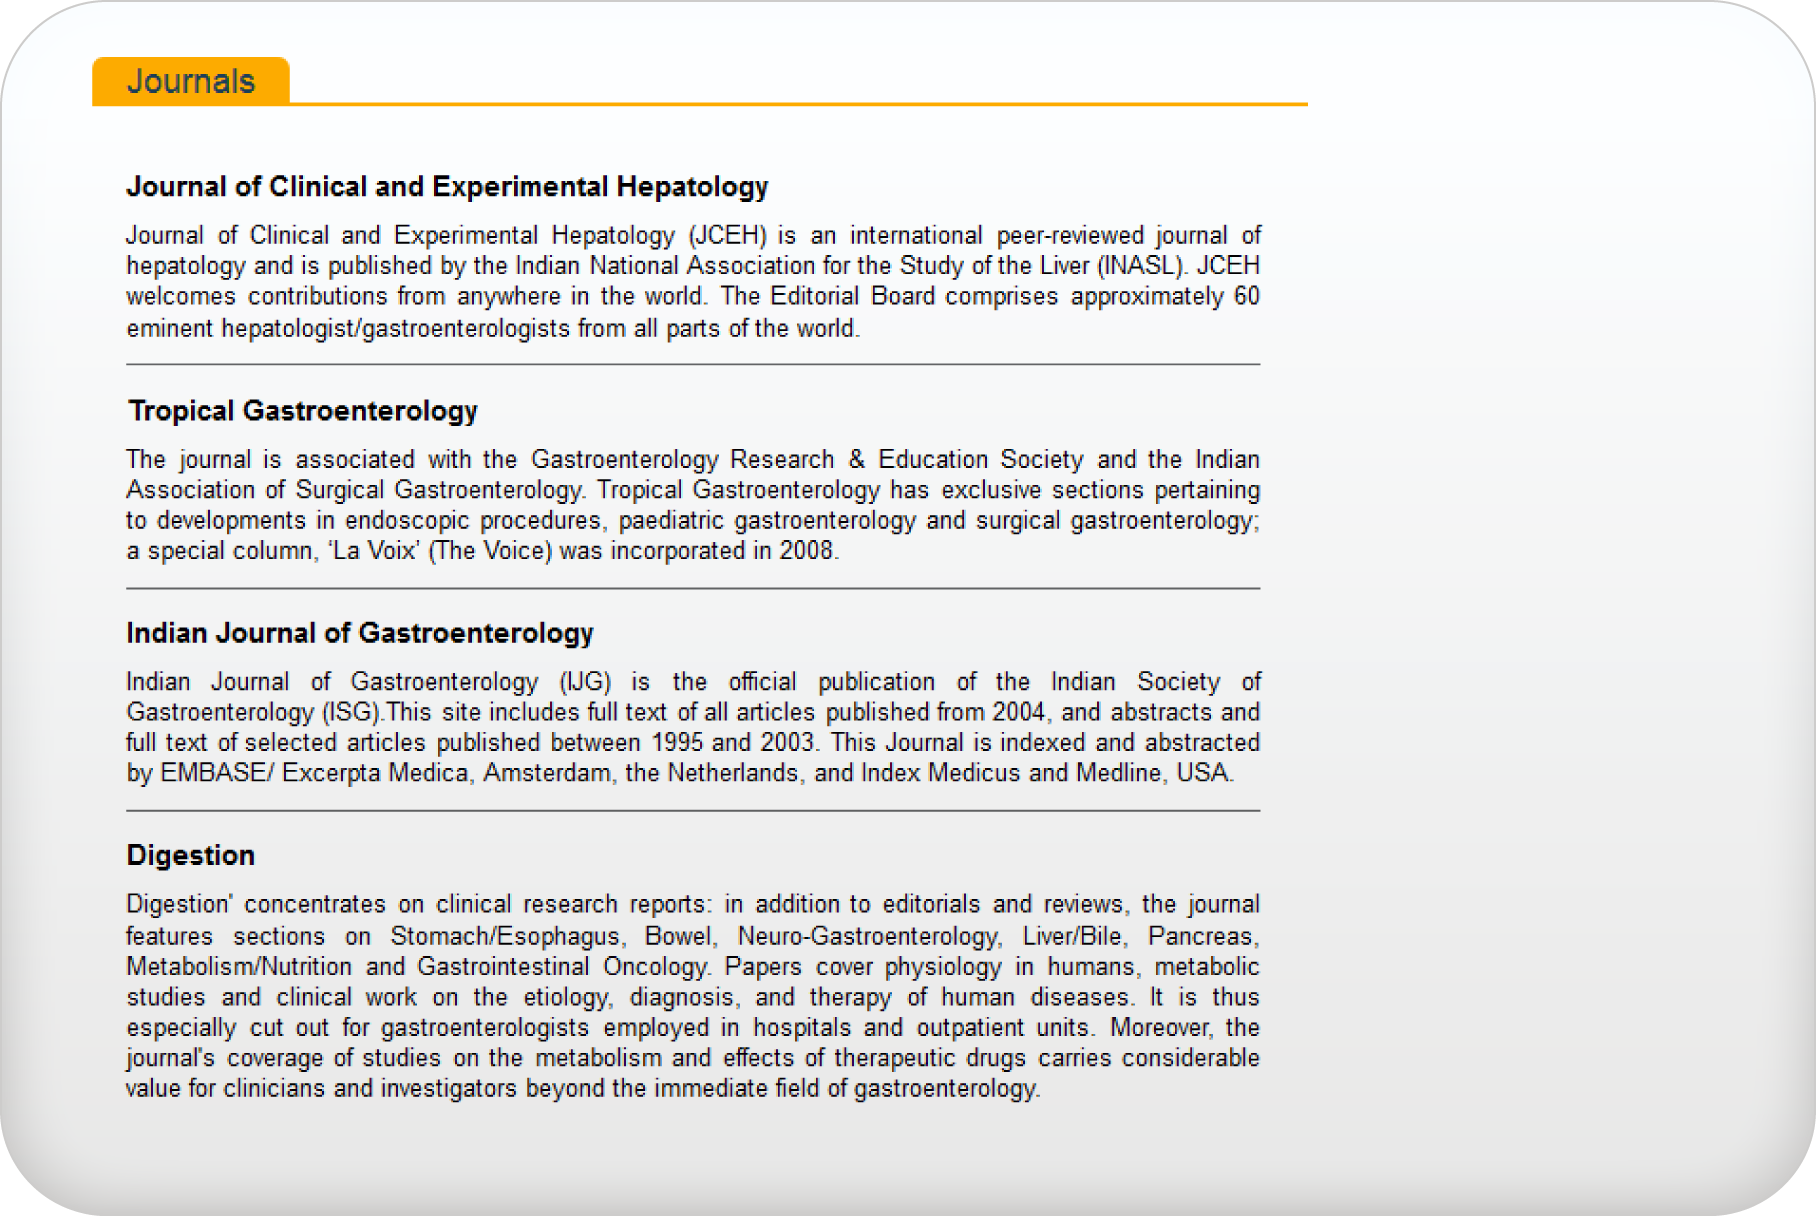 Journals
Journal of Clinical and Experimental Hepatology
Journal of Clinical and Experimental Hepatology (JCEH) is an international peer-reviewed journal of
hepatology and is published by the Indian National Association for the Study of the Liver (INASL). JCEH
welcomes contributions from anywhere in the world. The Editorial Board comprises approximately 60
eminent hepatologist/gastroenterologists from all parts of the world.
Tropical Gastroenterology
The journal is associated with the Gastroenterology Research & Education Society and the Indian
Association of Surgical Gastroenterology. Tropical Gastroenterology has exclusive sections pertaining
to developments in endoscopic procedures, paediatric gastroenterology and surgical gastroenterology;
a special column, ‘La Voix’ (The Voice) was incorporated in 2008.
Indian Journal of Gastroenterology
Indian Journal of Gastroenterology (IJG) is the official publication of the Indian Society of
Gastroenterology (ISG).This site includes full text of all articles published from 2004, and abstracts and
full text of selected articles published between 1995 and 2003. This Journal is indexed and abstracted
by EMBASE/ Excerpta Medica, Amsterdam, the Netherlands, and Index Medicus and Medline, USA.
Digestion
Digestion' concentrates on clinical research reports: in addition to editorials and reviews, the journal
features sections on Stomach/Esophagus, Bowel, Neuro-Gastroenterology, Liver/Bile, Pancreas,
Metabolism/Nutrition and Gastrointestinal Oncology. Papers cover physiology in humans, metabolic
studies and clinical work on the etiology, diagnosis, and therapy of human diseases. It is thus
especially cut out for gastroenterologists employed in hospitals and outpatient units. Moreover, the
journal's coverage of studies on the metabolism and effects of therapeutic drugs carries considerable
value for clinicians and investigators beyond the immediate field of gastroenterology.